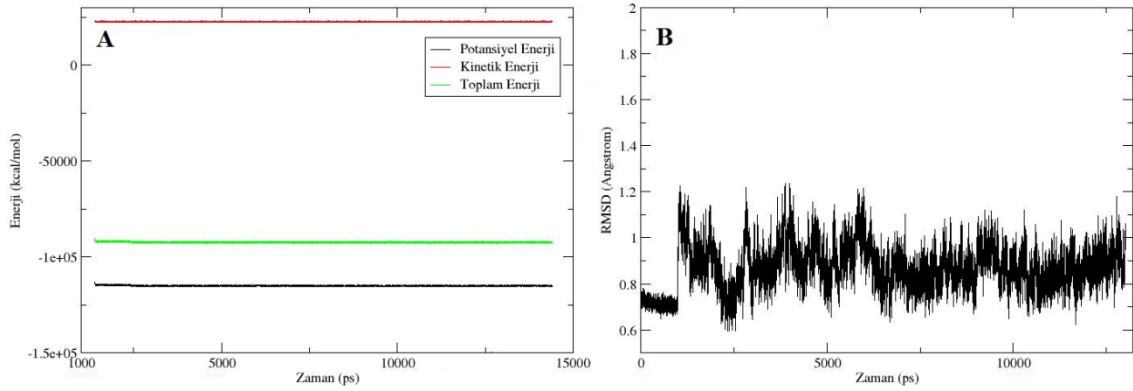 A
Potansiyel Enerji
Kinetik Enerji
Toplam Enerji
0
-50000
-1e+05
-1.5e+05
Enerji (kcal/mol)
1000
5000
10000
15000
Zaman (ps)
B
2
1.8
1.6
1.4
1.2
1
0.8
0.6
RMSD (Angstrom)
0
5000
10000
Zaman (ps)